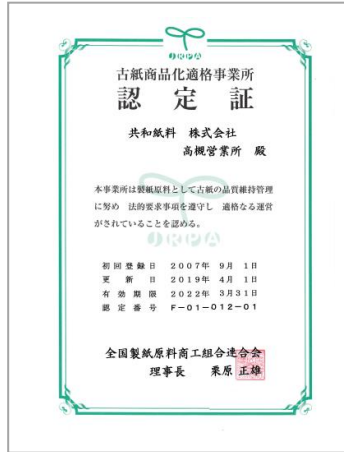 JRPTA
古紙商品化適格事業所
認定証
共和紙料 株式会社
高槻営業所 殿
本事業所は製紙原料として古紙の品質維持管理
に努め 法的要求事項を遵守し 適格なる運営
がされていることを認める。
JRPTA
初回登録日 2007年 9月 1日
更新日 2019年 4月 1日
有効期限 2022年 3月31日
認定番号 F-01-012-01
全国製紙原料商工組合連合会
理事長 栗原 正雄